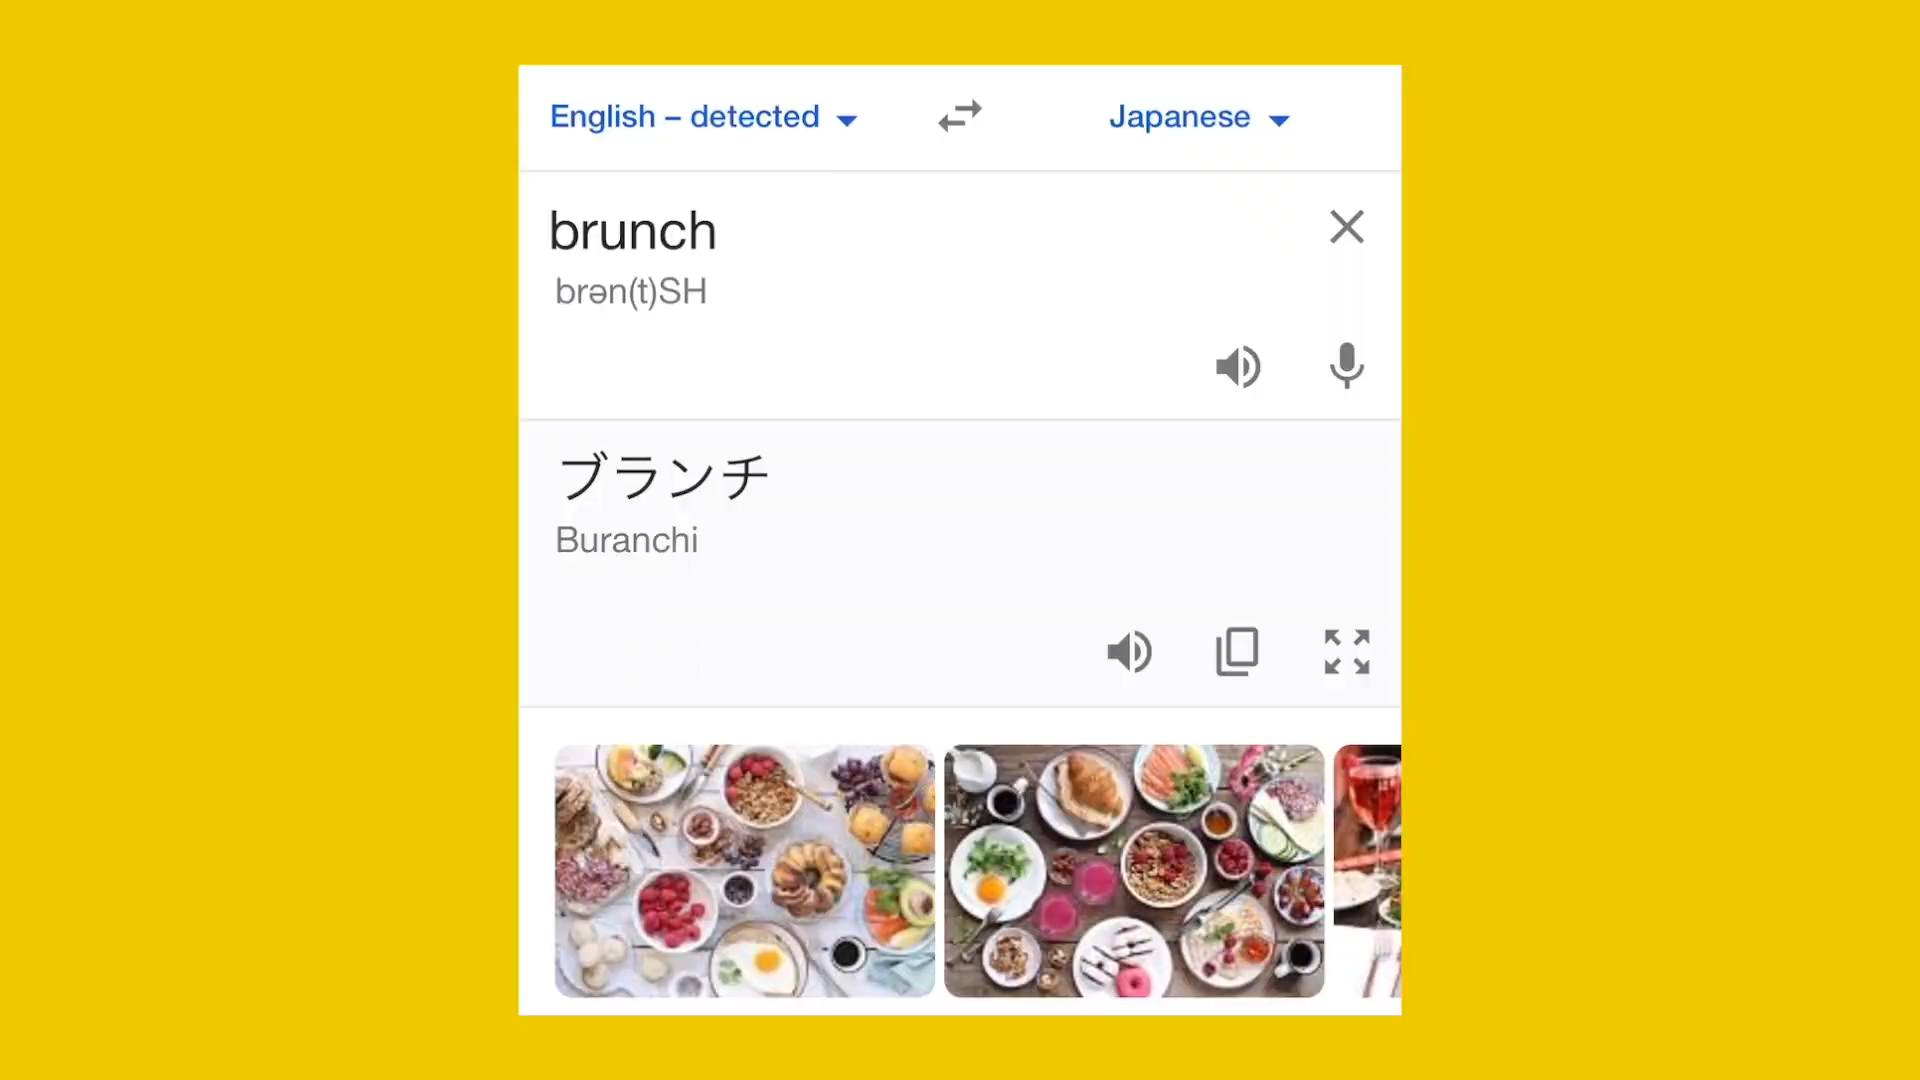 English – detected
Japanese
brunch
brən(t)SH
ブランチ
Buranchi